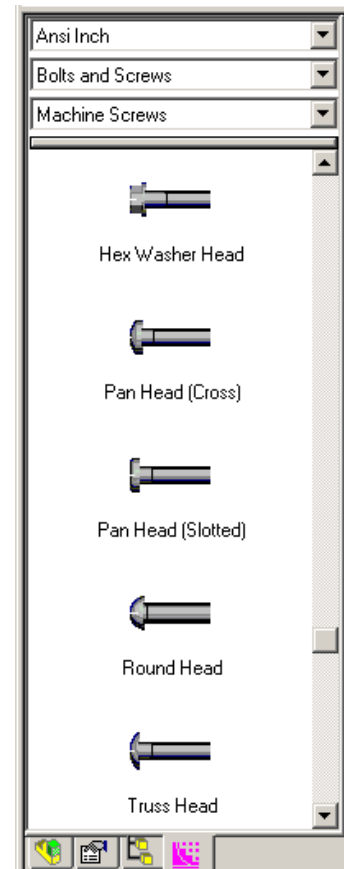 Ansi Inch
Bolts and Screws
Machine Screws
Hex Washer Head
Pan Head (Cross)
Pan Head (Slotted)
Round Head
Truss Head